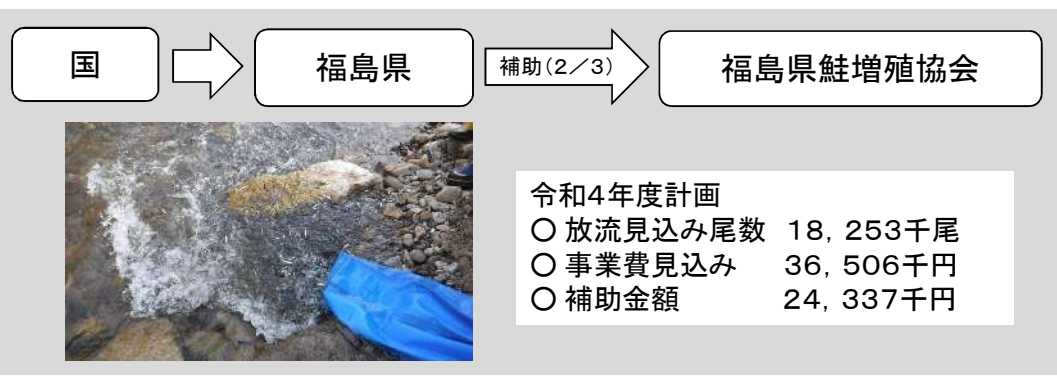 国
福島県
補助(2／3)
福島県鮭増殖協会
令和4年度計画
○ 放流見込み尾数 18，253千尾
○ 事業費見込み 36，506千円
○ 補助金額 24，337千円